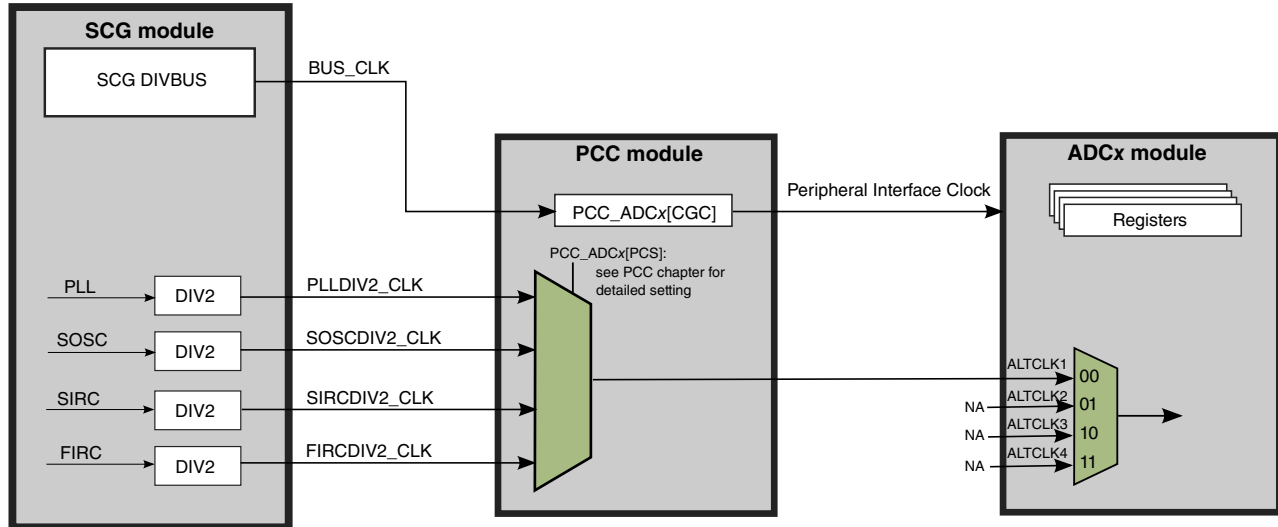 SCG module
SCG DIVBUS
BUS_CLK
PCC module
ADCx module
PCC_ADCx[CGC]
Peripheral Interface Clock
Registers
PCC_ADCx[PCS]:
see PCC chapter for
detailed setting
PLL
DIV2
PLLDIV2_CLK
SOSC
DIV2
SOSCDIV2_CLK
SIRC
DIV2
SIRCDIV2_CLK
FIRC
DIV2
FIRCDIV2_CLK
ALTCLK1
00
NA
ALTCLK2
01
NA
ALTCLK3
10
NA
ALTCLK4
11